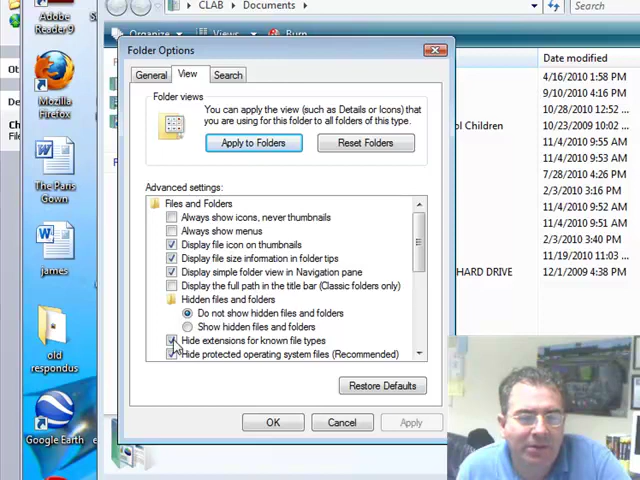 CLAB ▸ Documents ▸
Search
Adobe
Reader 9
Organize
Views
Burn
Folder Options
General
View
Search
Date modified
Folder views
You can apply the view (such as Details or Icons) that
you are using for this folder to all folders of this type.
Apply to Folders
Reset Folders
4/16/2010 1:58 PM
9/10/2010 4:16 PM
10/28/2010 12:52
ol Children
10/23/2009 10:02
11/4/2010 9:55 AM
11/4/2010 9:53 AM
7/28/2010 4:26 PM
2/3/2010 3:16 PM
11/4/2010 9:51 AM
11/4/2010 9:52 AM
2/3/2010 3:40 PM
11/19/2010 11:03
HARD DRIVE
12/1/2009 4:38 PM
Mozilla
Firefox
The Paris
Gown
james
old
respondus
Google Earth
Advanced settings:
Files and Folders
Always show icons, never thumbnails
Always show menus
Display file icon on thumbnails
Display file size information in folder tips
Display simple folder view in Navigation pane
Display the full path in the title bar (Classic folders only)
Hidden files and folders
Do not show hidden files and folders
Show hidden files and folders
Hide extensions for known file types
Hide protected operating system files (Recommended)
Restore Defaults
OK
Cancel
Apply